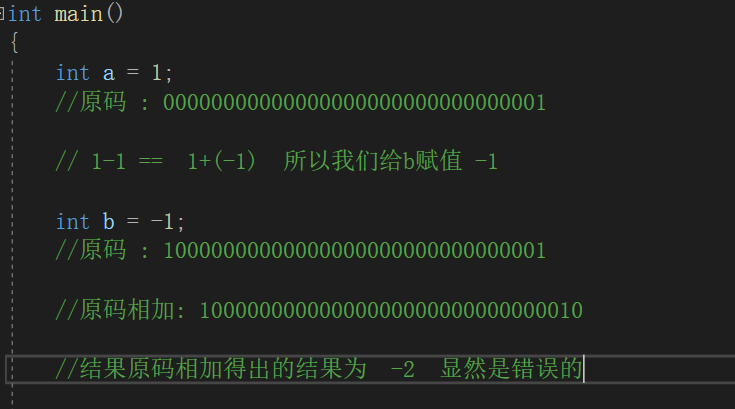 int main()
{
int a = 1;
//原码 : 00000000000000000000000000000001
// 1-1 == 1+(-1) 所以我们给b赋值 -1
int b = -1;
//原码 : 10000000000000000000000000000001
//原码相加: 10000000000000000000000000000010
//结果原码相加得出的结果为 -2 显然是错误的